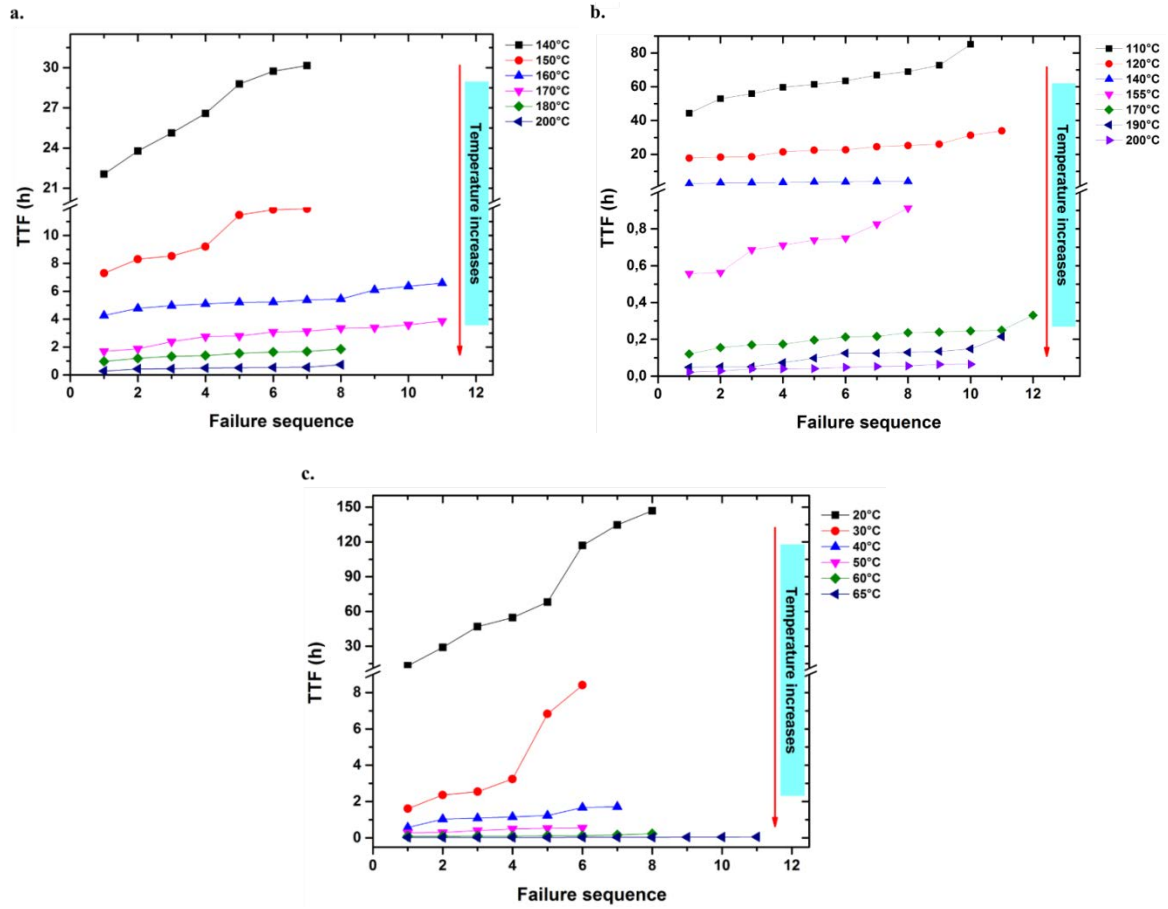 a.
TTF (h)
30
27
24
21
10
8
6
4
2
0
0 2 4 6 8 10 12
Failure sequence
140°C
150°C
160°C
170°C
180°C
200°C
Temperature increases
b.
TTF (h)
80
60
40
20
0,8
0,6
0,4
0,2
0,0
0 2 4 6 8 10 12
Failure sequence
110°C
120°C
140°C
155°C
170°C
190°C
200°C
Temperature increases
c.
TTF (h)
150
120
90
60
30
8
6
4
2
0
0 2 4 6 8 10 12
Failure sequence
20°C
30°C
40°C
50°C
60°C
65°C
Temperature increases